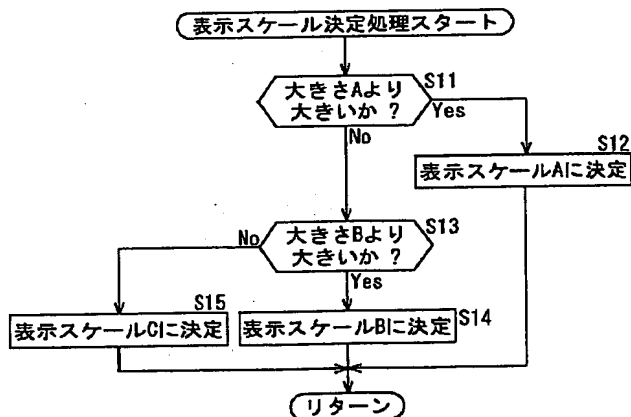 表示スケール決定処理スタート
大きさAより
大きいか ?
S11
Yes
No
S12
表示スケールAに決定
大きさBより
大きいか ?
S13
No
Yes
S15
表示スケールCに決定
表示スケールBに決定
S14
リターン